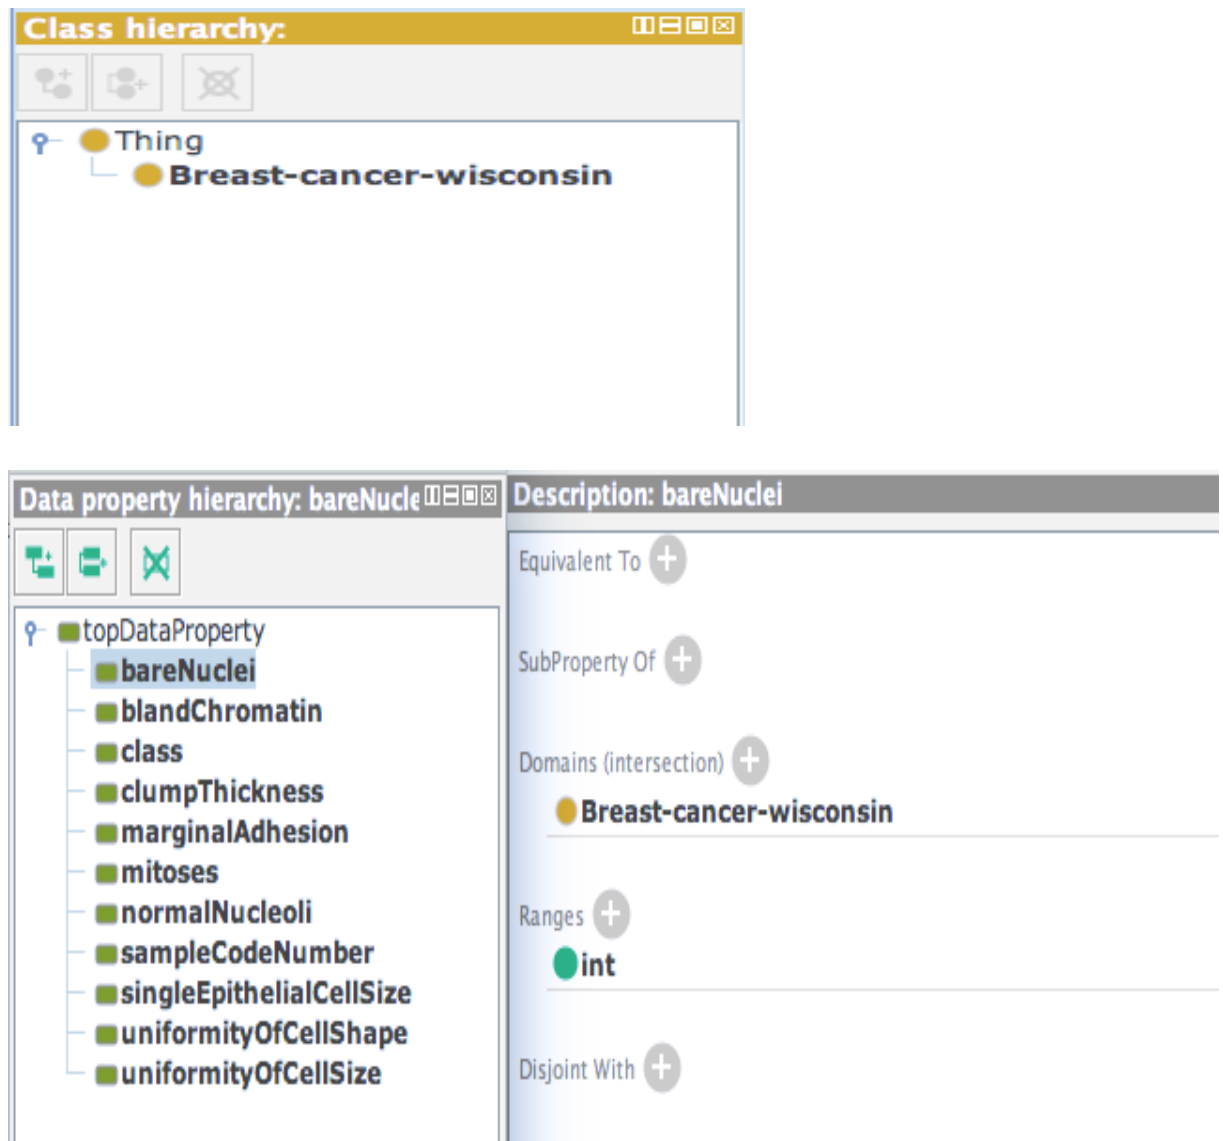 Class hierarchy:
Thing
Breast-cancer-wisconsin
Data property hierarchy: bareNucle
topDataProperty
bareNuclei
blandChromatin
class
clumpThickness
marginalAdhesion
mitoses
normalNucleoli
sampleCodeNumber
singleEpithelialCellSize
uniformityOfCellShape
uniformityOfCellSize
Description: bareNuclei
Equivalent To
SubProperty Of
Domains (intersection)
Breast-cancer-wisconsin
Ranges
int
Disjoint With